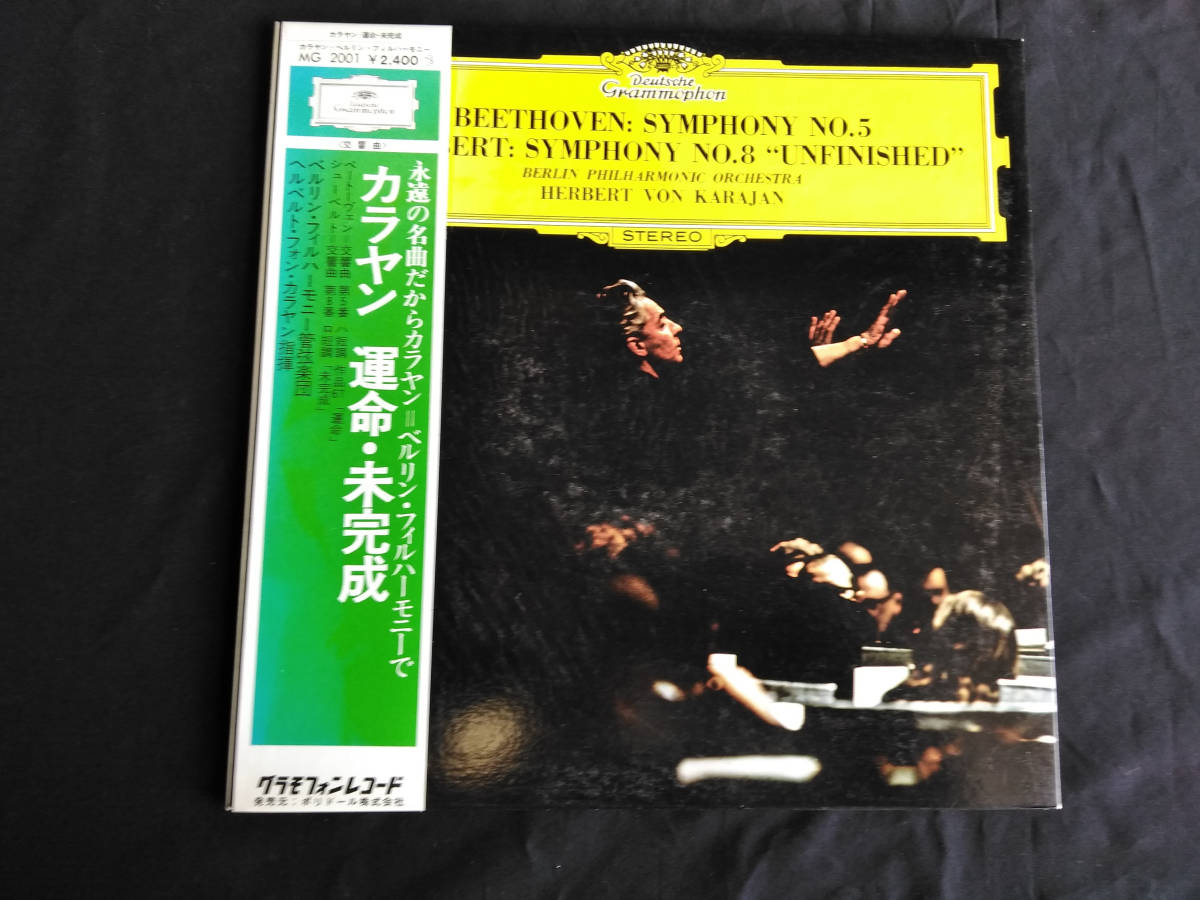 カラヤン/運命・未完成
カラヤン=ベルリン・フィルハーモニー
MG 2001 ¥2,400
Deutsche
Grammophon
〈交響曲〉
永遠の名曲だからカラヤン=ベルリン・フィルハーモニーで
カラヤン 運命・未完成
ベートーヴェン=交響曲 第5番 ハ短調 作品67「運命」
シューベルト=交響曲 第8番 ロ短調「未完成」
ベルリン・フィルハーモニー管弦楽団
ヘルベルト・フォン・カラヤン指揮
グラモフォンレコード
発売元:ポリドール株式会社
Deutsche
Grammophon
BEETHOVEN: SYMPHONY NO.5
BERT: SYMPHONY NO.8 “UNFINISHED”
BERLIN PHILHARMONIC ORCHESTRA
HERBERT VON KARAJAN
STEREO